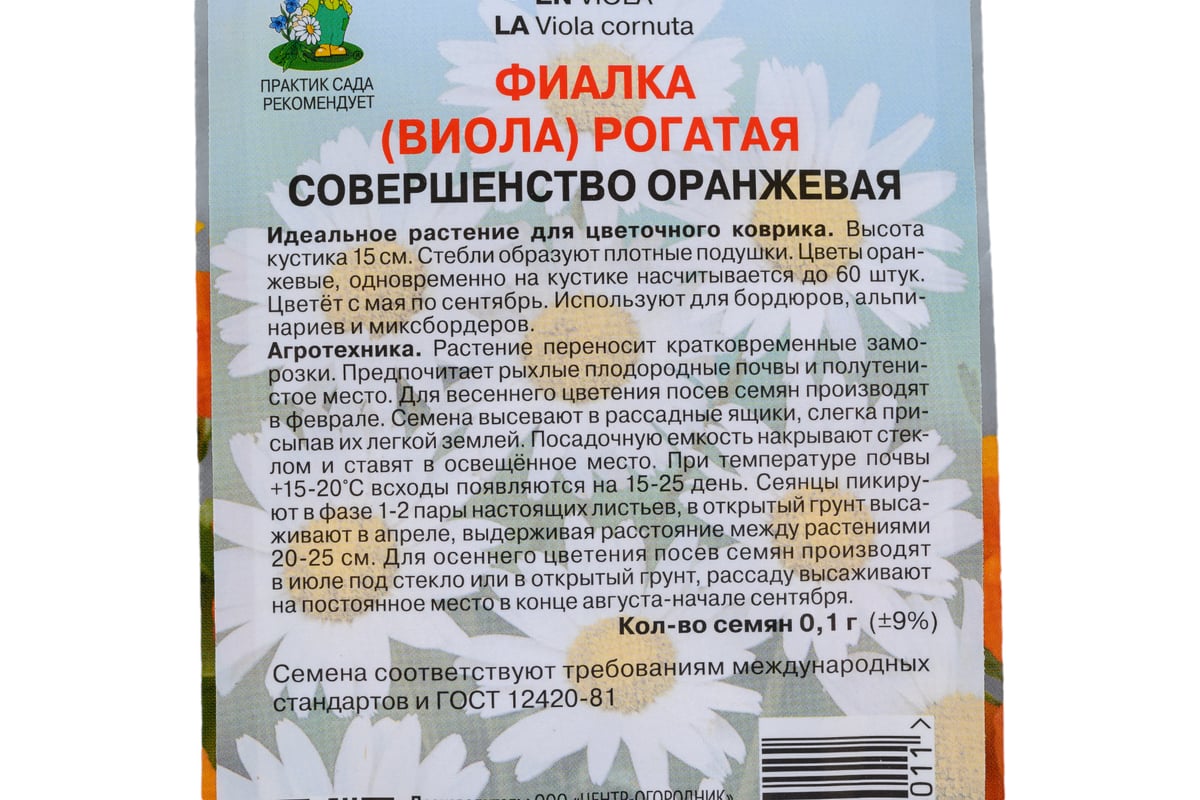 EN VIOLA
LA Viola cornuta
ПРАКТИК САДА
РЕКОМЕНДУЕТ
ФИАЛКА
(ВИОЛА) РОГАТАЯ
СОВЕРШЕНСТВО ОРАНЖЕВАЯ
Идеальное растение для цветочного коврика. Высота
кустика 15 см. Стебли образуют плотные подушки. Цветы оран-
жевые, одновременно на кустике насчитывается до 60 штук.
Цветёт с мая по сентябрь. Используют для бордюров, альпи-
нариев и миксбордеров.
Агротехника. Растение переносит кратковременные замо-
розки. Предпочитает рыхлые плодородные почвы и полутени-
стое место. Для весеннего цветения посев семян производят
в феврале. Семена высевают в рассадные ящики, слегка при-
сыпав их легкой землей. Посадочную емкость накрывают стек-
лом и ставят в освещённое место. При температуре почвы
+15-20°С всходы появляются на 15-25 день. Сеянцы пикиру-
ют в фазе 1-2 пары настоящих листьев, в открытый грунт выса-
живают в апреле, выдерживая расстояние между растениями
20-25 см. Для осеннего цветения посев семян производят
в июле под стекло или в открытый грунт, рассаду высаживают
на постоянное место в конце августа-начале сентября.
Кол-во семян 0,1 г (±9%)
Семена соответствуют требованиям международных
стандартов и ГОСТ 12420-81
011 >
ООО «ЦЕНТР-ОГОРОДНИК»